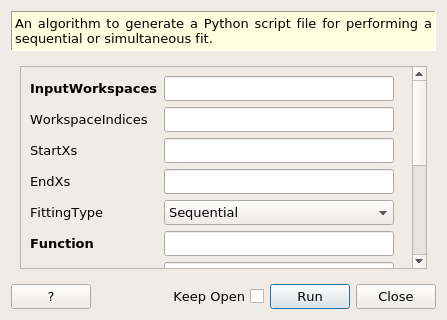 An algorithm to generate a Python script file for performing a
sequential or simultaneous fit.
InputWorkspaces
WorkspaceIndices
StartXs
EndXs
FittingType Sequential
Function
? Keep Open Run Close